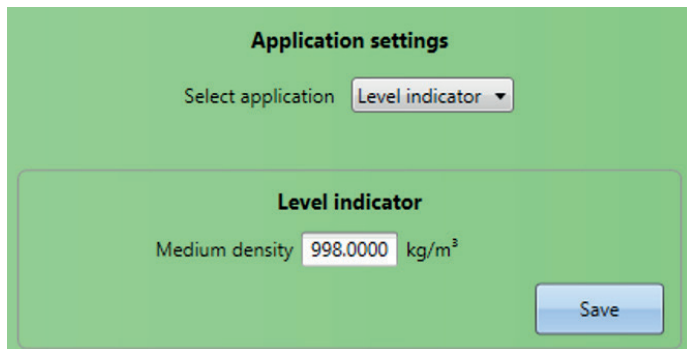 Application settings
Select application Level indicator
Level indicator
Medium density 998.0000 kg/m³
Save